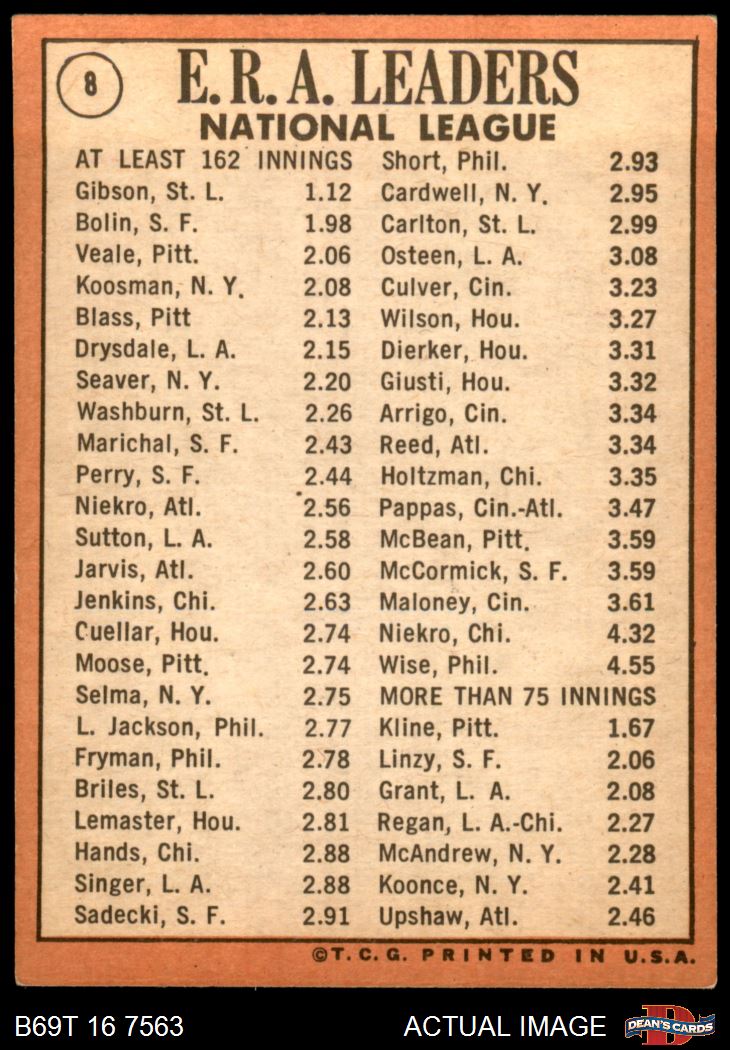 8
E.R.A. LEADERS
NATIONAL LEAGUE
AT LEAST 162 INNINGS
Gibson, St. L. 1.12
Bolin, S. F. 1.98
Veale, Pitt. 2.06
Koosman, N. Y. 2.08
Blass, Pitt 2.13
Drysdale, L. A. 2.15
Seaver, N. Y. 2.20
Washburn, St. L. 2.26
Marichal, S. F. 2.43
Perry, S. F. 2.44
Niekro, Atl. 2.56
Sutton, L. A. 2.58
Jarvis, Atl. 2.60
Jenkins, Chi. 2.63
Cuellar, Hou. 2.74
Moose, Pitt. 2.74
Selma, N. Y. 2.75
L. Jackson, Phil. 2.77
Fryman, Phil. 2.78
Briles, St. L. 2.80
Lemaster, Hou. 2.81
Hands, Chi. 2.88
Singer, L. A. 2.88
Sadecki, S. F. 2.91
Short, Phil. 2.93
Cardwell, N. Y. 2.95
Carlton, St. L. 2.99
Osteen, L. A. 3.08
Culver, Cin. 3.23
Wilson, Hou. 3.27
Dierker, Hou. 3.31
Giusti, Hou. 3.32
Arrigo, Cin. 3.34
Reed, Atl. 3.34
Holtzman, Chi. 3.35
Pappas, Cin.-Atl. 3.47
McBean, Pitt. 3.59
McCormick, S. F. 3.59
Maloney, Cin. 3.61
Niekro, Chi. 4.32
Wise, Phil. 4.55
MORE THAN 75 INNINGS
Kline, Pitt. 1.67
Linzy, S. F. 2.06
Grant, L. A. 2.08
Regan, L. A.-Chi. 2.27
McAndrew, N. Y. 2.28
Koonce, N. Y. 2.41
Upshaw, Atl. 2.46
©T. C. G. PRINTED IN U.S.A.
B69T 16 7563
ACTUAL IMAGE
D
DEAN'S CARDS